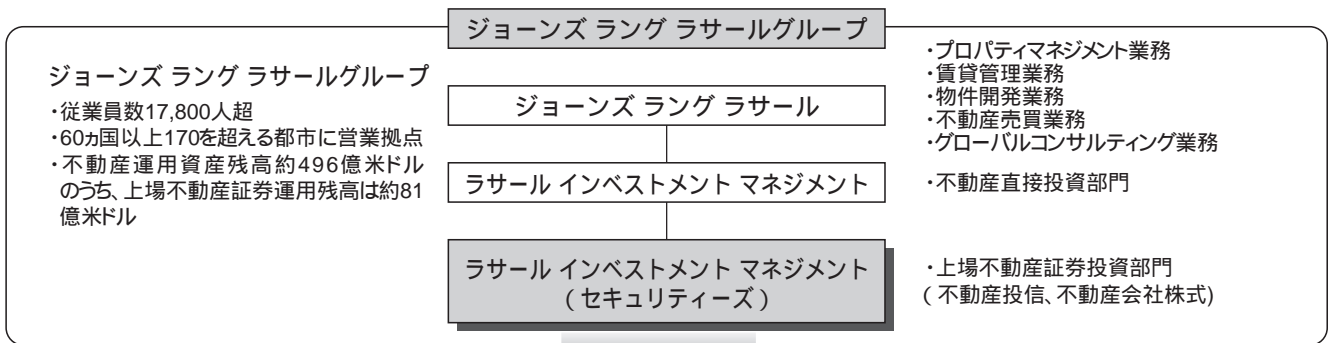 ジョーンズ ラング ラサールグループ
ジョーンズ ラング ラサールグループ
・従業員数17,800人超
・60ヵ国以上170を超える都市に営業拠点
・不動産運用資産残高約496億米ドル
のうち、上場不動産証券運用残高は約81
億米ドル
ジョーンズ ラング ラサール
・プロパティマネジメント業務
・賃貸管理業務
・物件開発業務
・不動産売買業務
・グローバルコンサルティング業務
ラサール インベストメント マネジメント
・不動産直接投資部門
ラサール インベストメント マネジメント
(セキュリティーズ)
・上場不動産証券投資部門
(不動産投信、不動産会社株式)